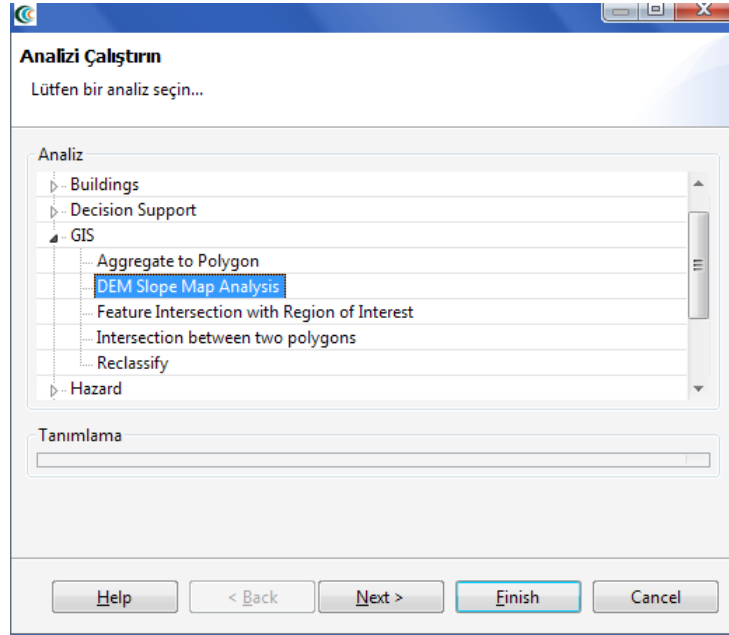 Analizi Çalıştırın
Lütfen bir analiz seçin...
Analiz
Buildings
Decision Support
GIS
Aggregate to Polygon
DEM Slope Map Analysis
Feature Intersection with Region of Interest
Intersection between two polygons
Reclassify
Hazard
Tanımlama
Help < Back Next > Finish Cancel